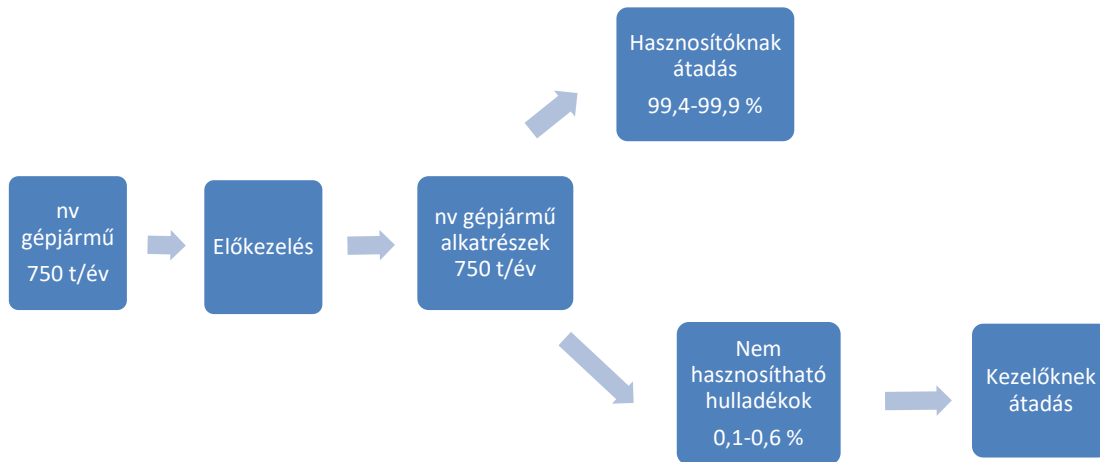 nv
gépjármű
750 t/év
Előkezelés
nv gépjármű
alkatrészek
750 t/év
Hasznosítóknak
átadás
99,4-99,9 %
Nem
hasznosítható
hulladékok
0,1-0,6 %
Kezelőknek
átadás